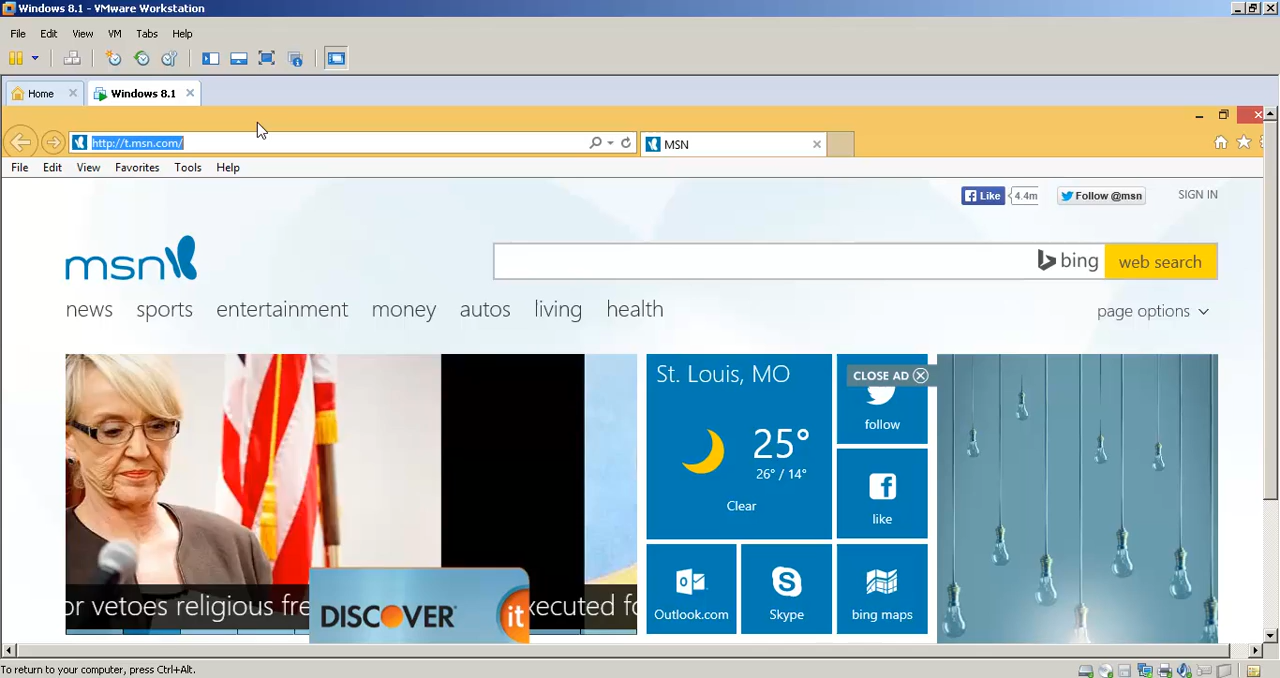 Windows 8.1 - VMware Workstation
File Edit View VM Tabs Help
Home Windows 8.1
http://t.msn.com/ MSN
File Edit View Favorites Tools Help
Like 4.4m Follow @msn SIGN IN
msn bing web search
news sports entertainment money autos living health page options
St. Louis, MO
CLOSE AD
25°
26° / 14°
Clear
follow
like
or vetoes religious fre xecuted fo
DISCOVER it
Outlook.com Skype bing maps
To return to your computer, press Ctrl+Alt.